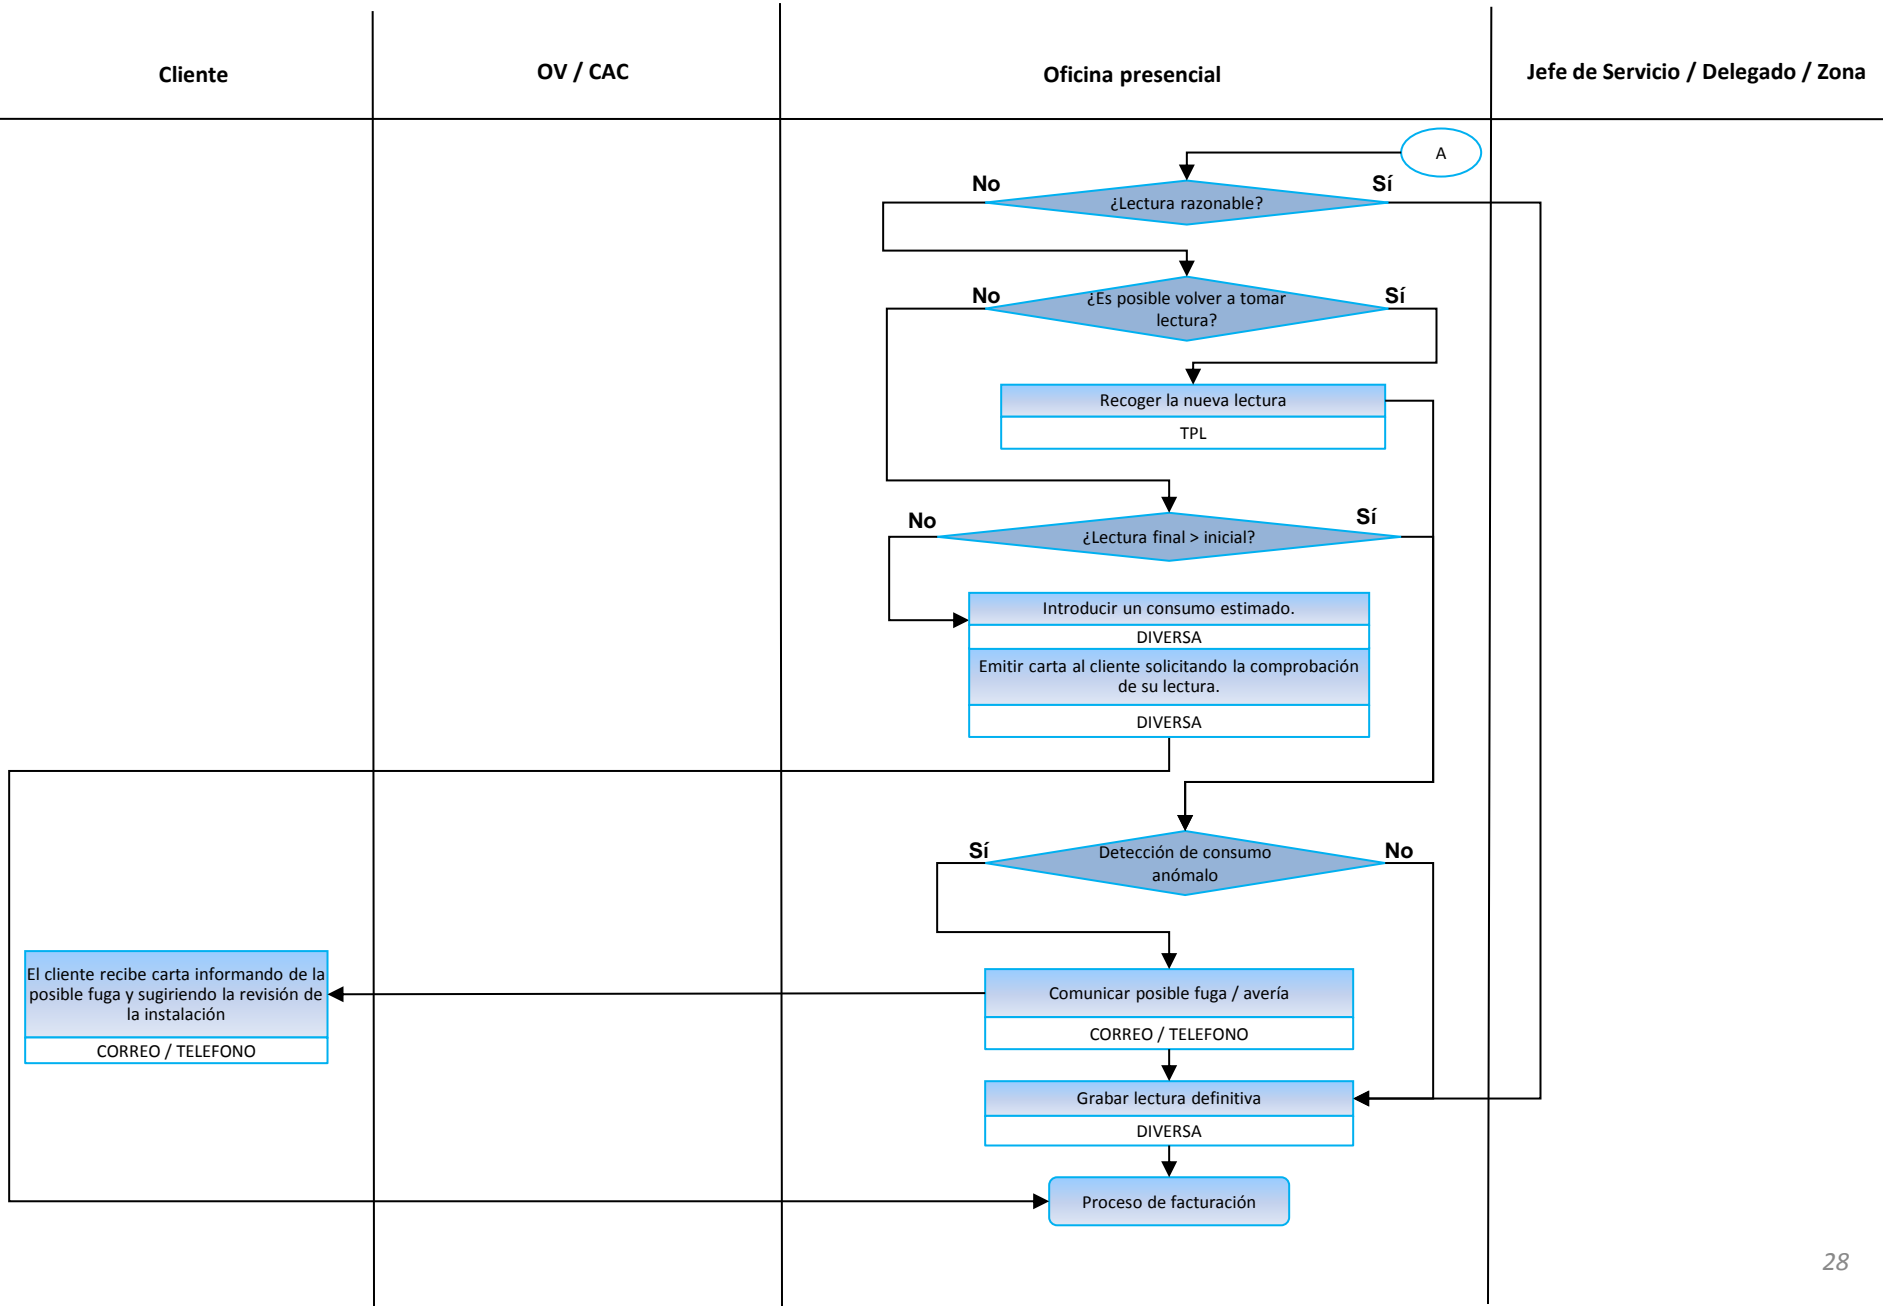 Cliente
OV / CAC
Oficina presencial
Jefe de Servicio / Delegado / Zona
A
No
Sí
¿Lectura razonable?
No
Sí
¿Es posible volver a tomar
lectura?
Recoger la nueva lectura
TPL
No
Sí
¿Lectura final > inicial?
Introducir un consumo estimado.
DIVERSA
Emitir carta al cliente solicitando la comprobación
de su lectura.
DIVERSA
Sí
No
Detección de consumo
anómalo
El cliente recibe carta informando de la
posible fuga y sugiriendo la revisión de
la instalación
CORREO / TELEFONO
Comunicar posible fuga / avería
CORREO / TELEFONO
Grabar lectura definitiva
DIVERSA
Proceso de facturación
28